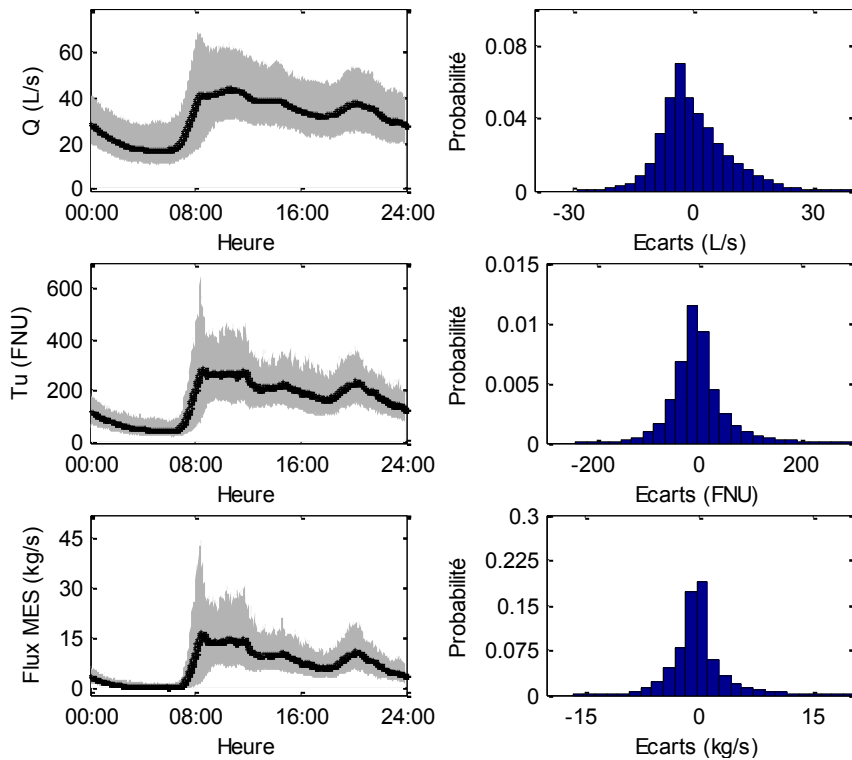 Q (L/s)
60
40
20
0
00:00 08:00 16:00 24:00
Heure
Probabilité
0.08
0.04
0
-30 0 30
Ecarts (L/s)
Tu (FNU)
600
400
200
0
00:00 08:00 16:00 24:00
Heure
Probabilité
0.015
0.01
0.005
0
-200 0 200
Ecarts (FNU)
Flux MES (kg/s)
45
30
15
0
00:00 08:00 16:00 24:00
Heure
Probabilité
0.3
0.225
0.15
0.075
0
-15 0 15
Ecarts (kg/s)